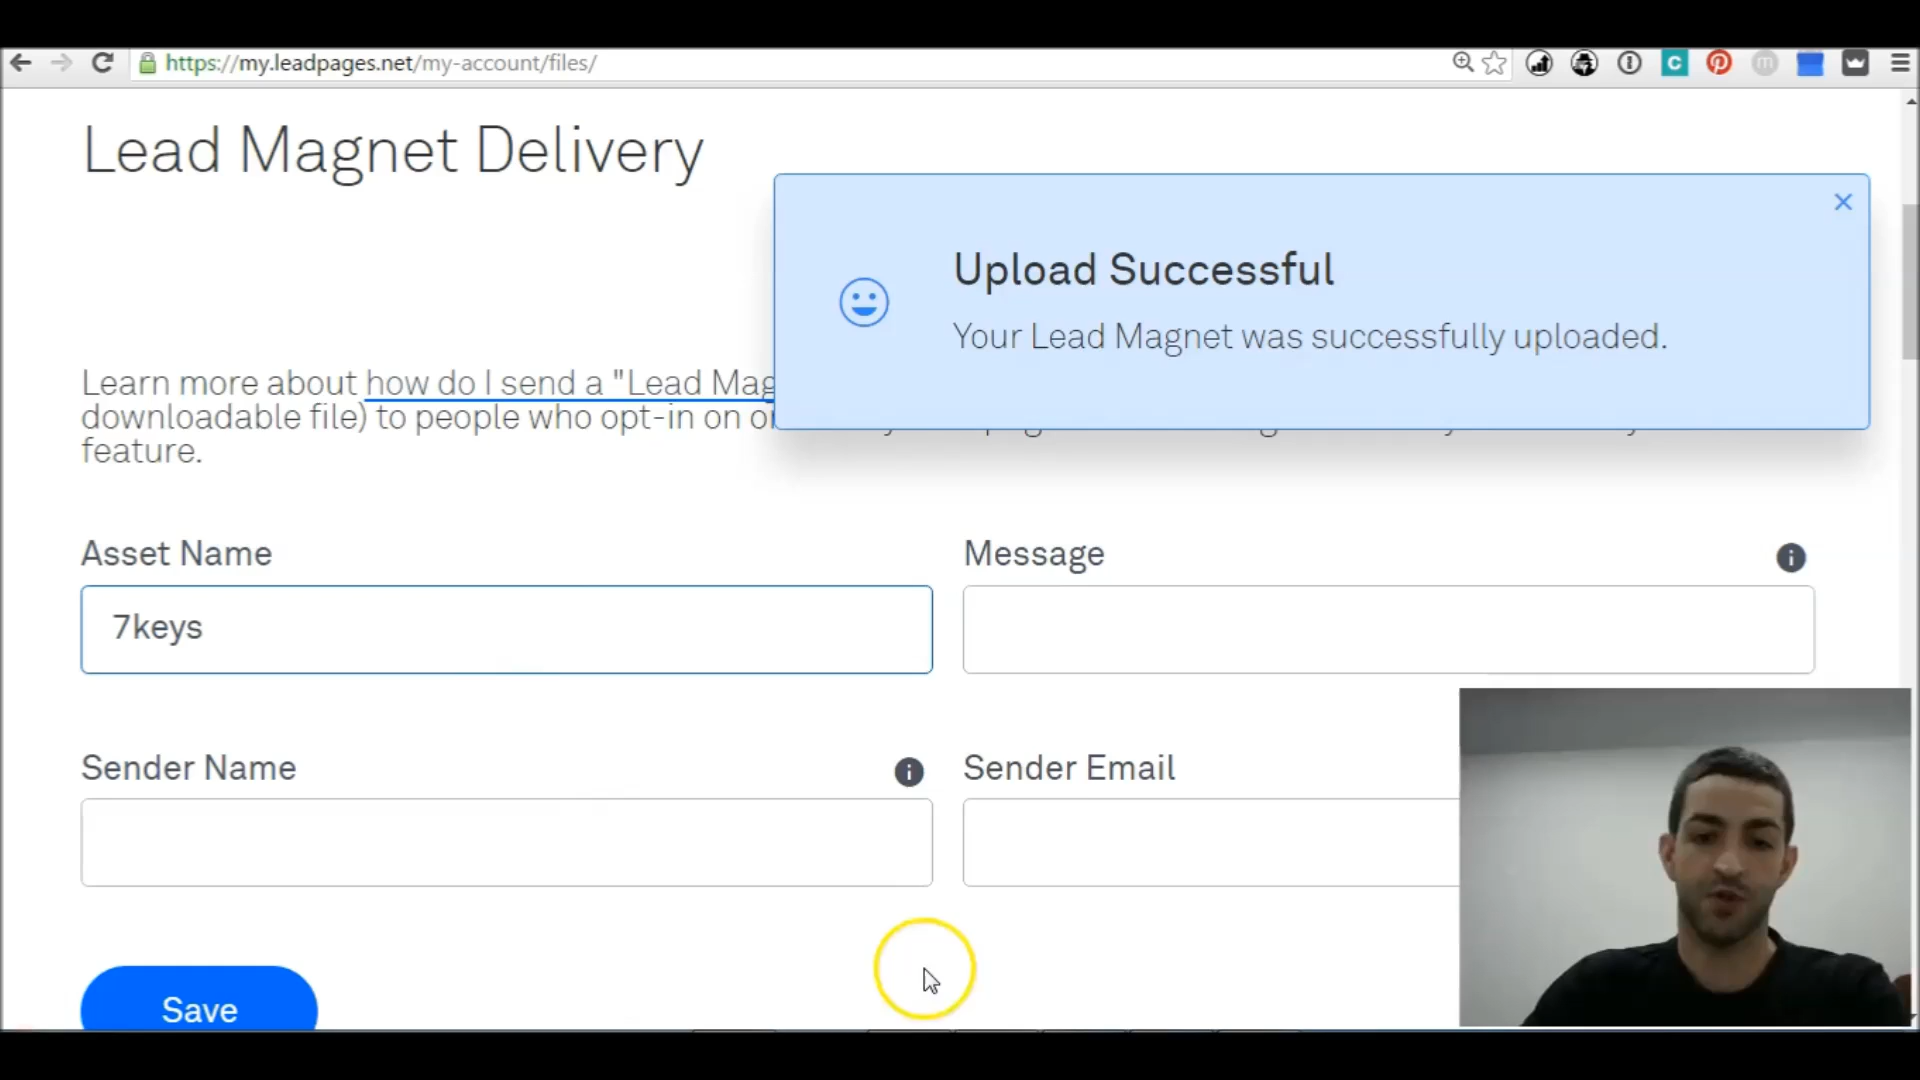 https://my.leadpages.net/my-account/files/
Lead Magnet Delivery
Upload Successful
Your Lead Magnet was successfully uploaded.
Learn more about how do I send a "Lead Mag
downloadable file) to people who opt-in on
feature.
Asset Name
Message
7keys
Sender Name
Sender Email
Save